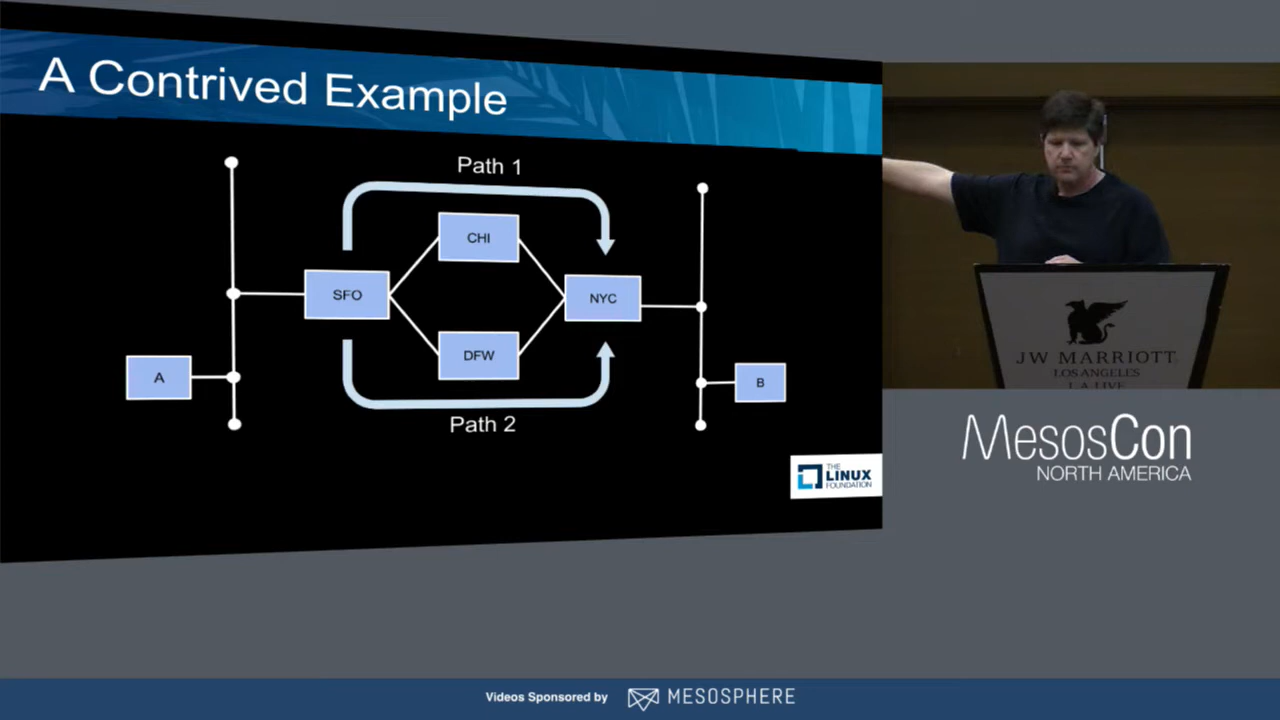 A Contrived Example
Path 1
CHI
SFO
NYC
DFW
A
B
Path 2
THE
LINUX
FOUNDATION
JW MARRIOTT
LOS ANGELES
L.A. LIVE
MesosCon
NORTH AMERICA
Videos Sponsored by
MESOSPHERE